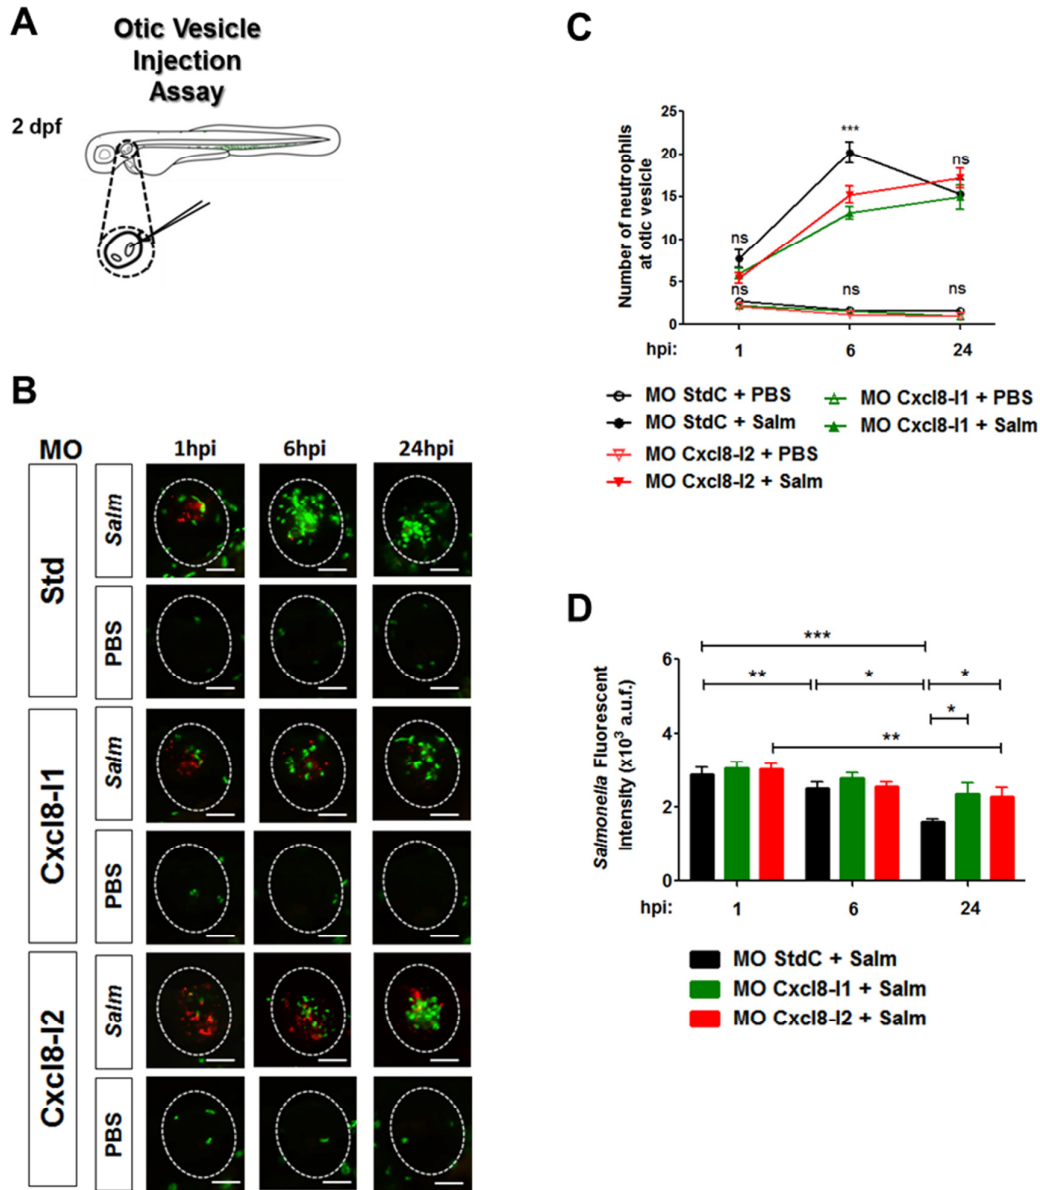 A
Otic Vesicle
Injection
Assay
2 dpf
B
MO
1hpi
6hpi
24hpi
Std
Salm
PBS
Cxcl8-l1
Salm
PBS
Cxcl8-l2
Salm
PBS
C
Number of neutrophils
at otic vesicle
25
20
15
10
5
0
***
ns
ns
ns
ns
ns
hpi:
1
6
24
MO StdC + PBS
MO StdC + Salm
MO Cxcl8-l2 + PBS
MO Cxcl8-l2 + Salm
MO Cxcl8-l1 + PBS
MO Cxcl8-l1 + Salm
D
Salmonella Fluorescent
Intensity (x10³ a.u.f.)
6
4
2
0
***
**
*
*
*
**
hpi:
1
6
24
MO StdC + Salm
MO Cxcl8-l1 + Salm
MO Cxcl8-l2 + Salm